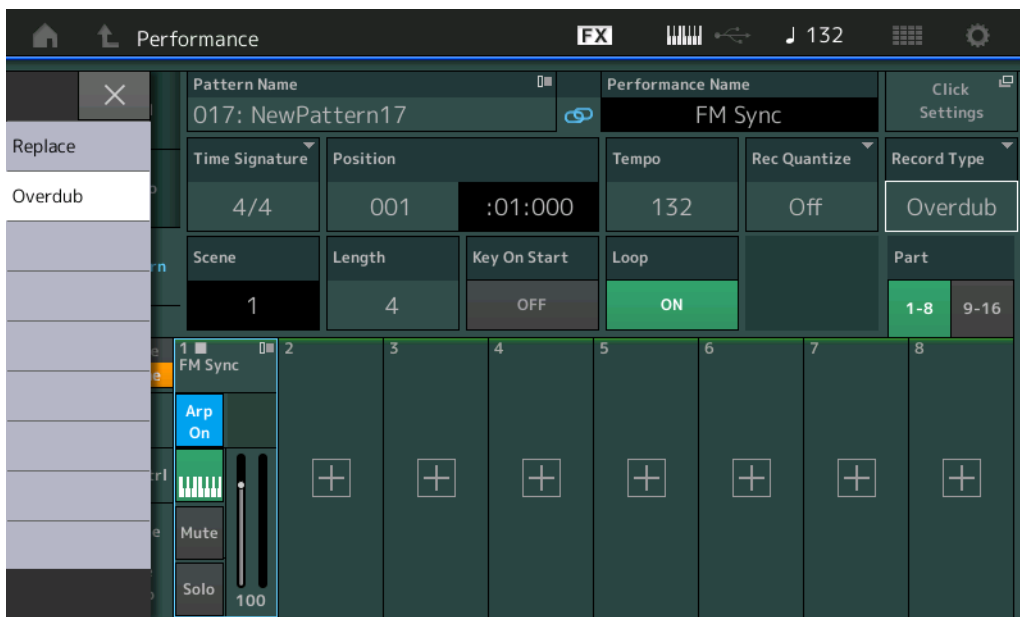 Performance
FX
♩ 132
Replace
Overdub
Pattern Name
017: NewPattern17
Performance Name
FM Sync
Click
Settings
Time Signature
4/4
Position
001
:01:000
Tempo
132
Rec Quantize
Off
Record Type
Overdub
Scene
1
Length
4
Key On Start
OFF
Loop
ON
Part
1-8
9-16
1
FM Sync
2
3
4
5
6
7
8
Arp
On
Mute
Solo
100